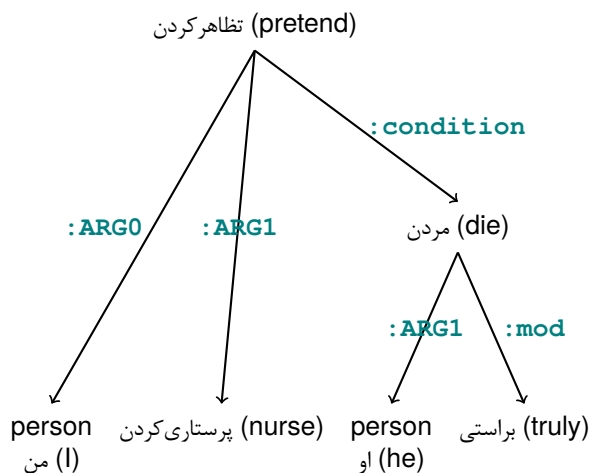 تظاهرکردن (pretend)
:condition
:ARG0
:ARG1
مردن (die)
:ARG1
:mod
person
من (I)
پرستاری‌کردن (nurse)
person
او (he)
براستی (truly)